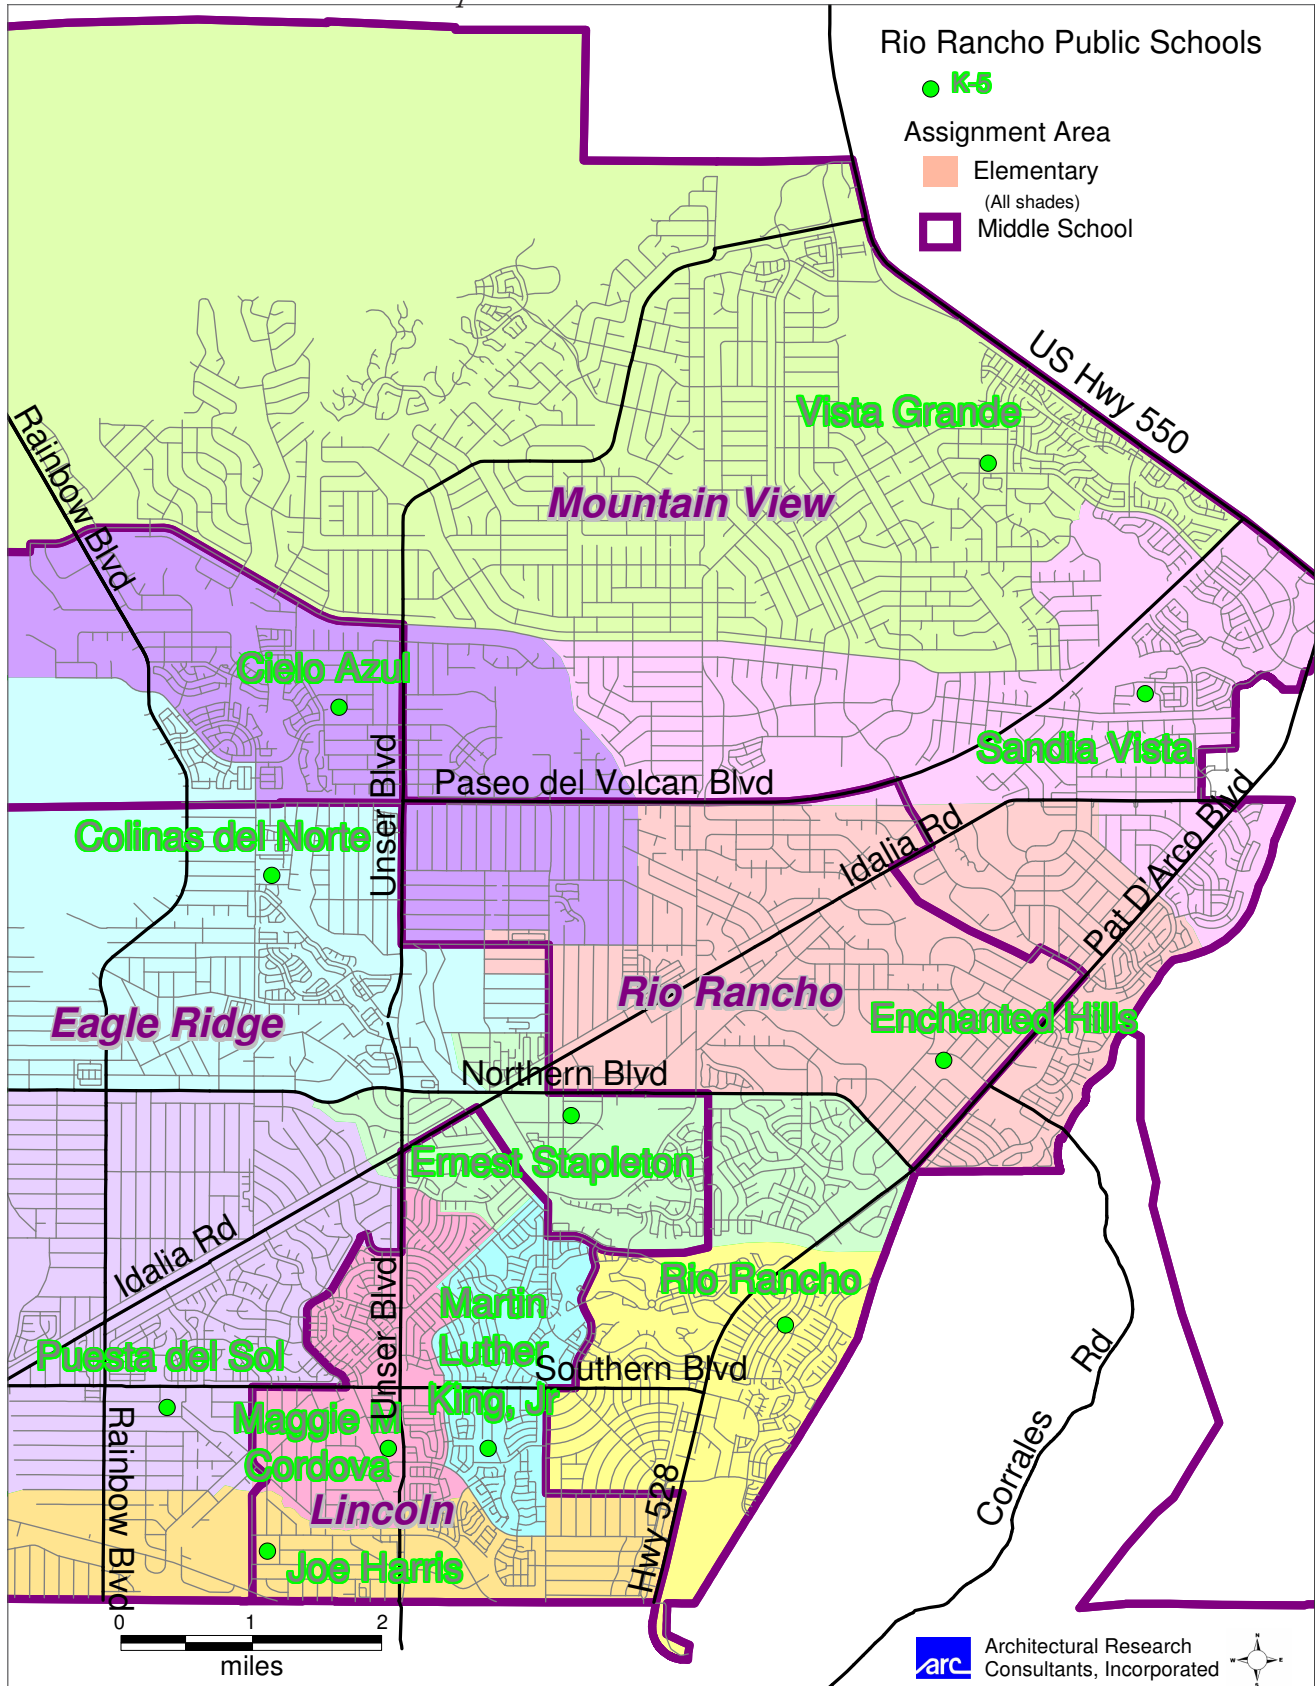 Rio Rancho Public Schools
K-5
Assignment Area
Elementary
(All shades)
Middle School
US Hwy 550
Vista Grande
Rainbow Blvd
Mountain View
Cielo Azul
Unser Blvd
Sandia Vista
Paseo del Volcan Blvd
Colinas del Norte
Idalia Rd
Pat D'Arco Blvd
Rio Rancho
Eagle Ridge
Enchanted Hills
Northern Blvd
Ernest Stapleton
Idalia Rd
Rio Rancho
Unser Blvd
Martin
Luther
King, Jr
Puesta del Sol
Southern Blvd
Corrales Rd
Rainbow Blvd
Maggie M
Cordova
Lincoln
Hwy 528
Joe Harris
0 1 2
miles
arc
Architectural Research
Consultants, Incorporated
N
W E
S